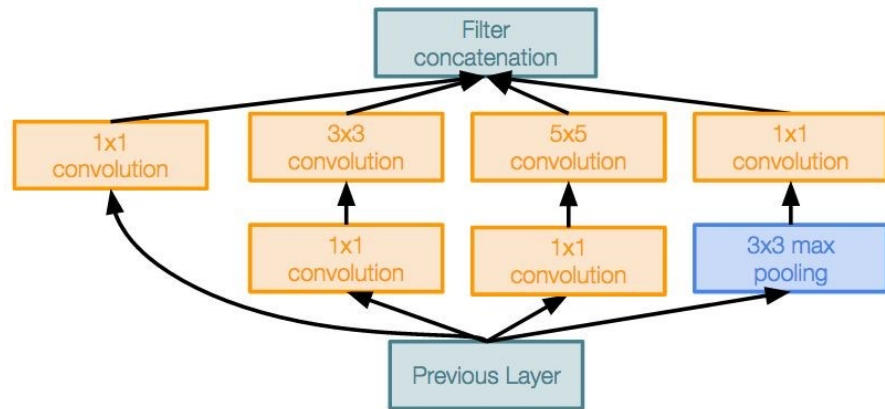 Filter
concatenation
1x1
convolution
3x3
convolution
5x5
convolution
1x1
convolution
1x1
convolution
1x1
convolution
3x3 max
pooling
Previous Layer